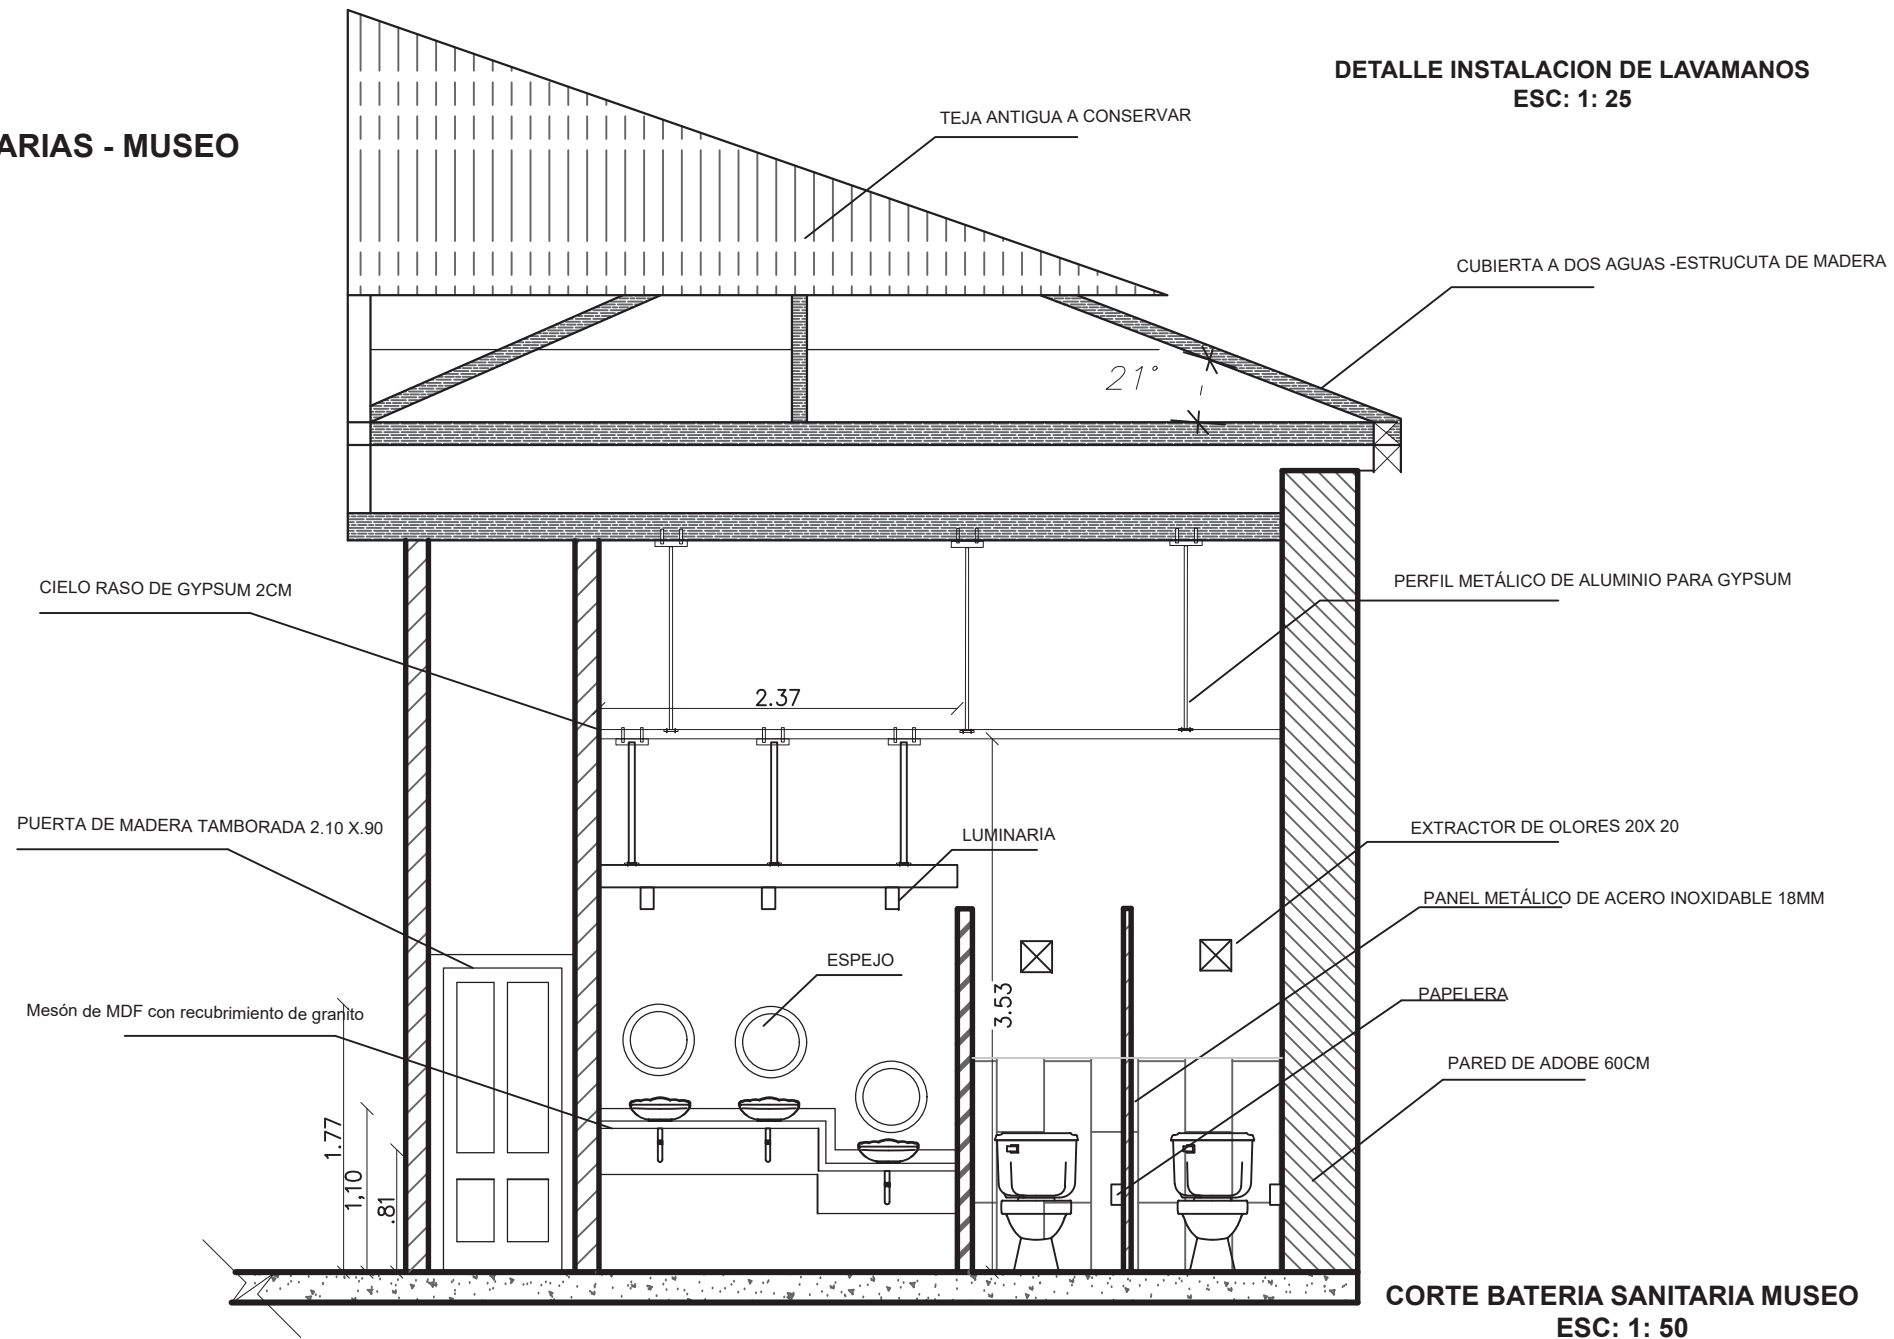 DETALLE INSTALACION DE LAVAMANOS
ESC: 1: 25
ARIAS - MUSEO
TEJA ANTIGUA A CONSERVAR
CUBIERTA A DOS AGUAS -ESTRUCUTA DE MADERA
21°
CIELO RASO DE GYPSUM 2CM
PERFIL METÁLICO DE ALUMINIO PARA GYPSUM
2.37
PUERTA DE MADERA TAMBORADA 2.10 X.90
LUMINARIA
EXTRACTOR DE OLORES 20X 20
PANEL METÁLICO DE ACERO INOXIDABLE 18MM
ESPEJO
3.53
PAPELERA
Mesón de MDF con recubrimiento de granito
PARED DE ADOBE 60CM
1.77
1,10
.81
CORTE BATERIA SANITARIA MUSEO
ESC: 1: 50